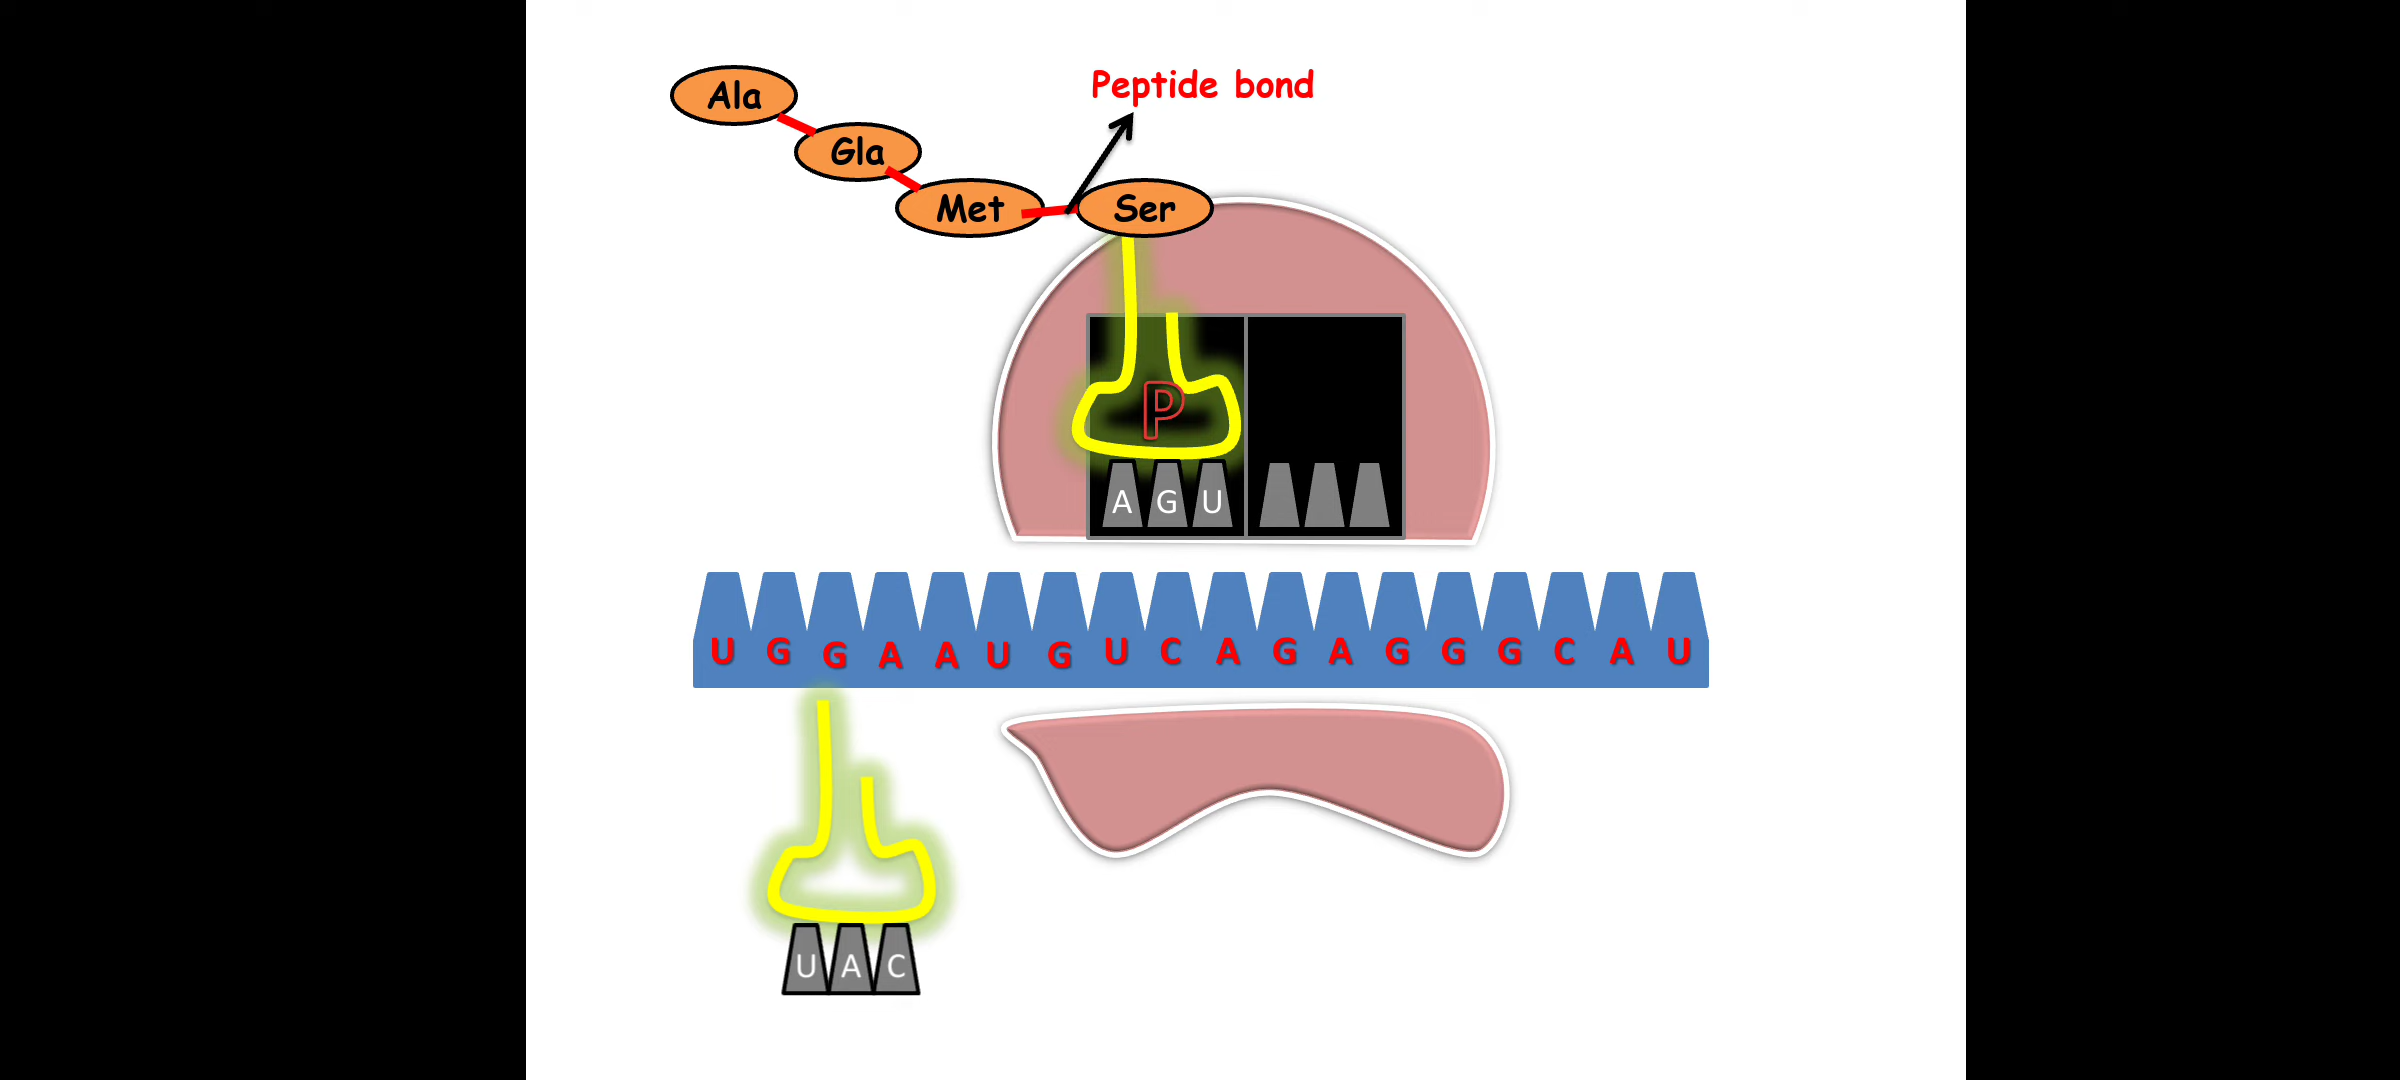 Peptide bond
Ala
Gla
Met
Ser
P
A G U
U G G A A U G U C A G A G G G C A U
U A C